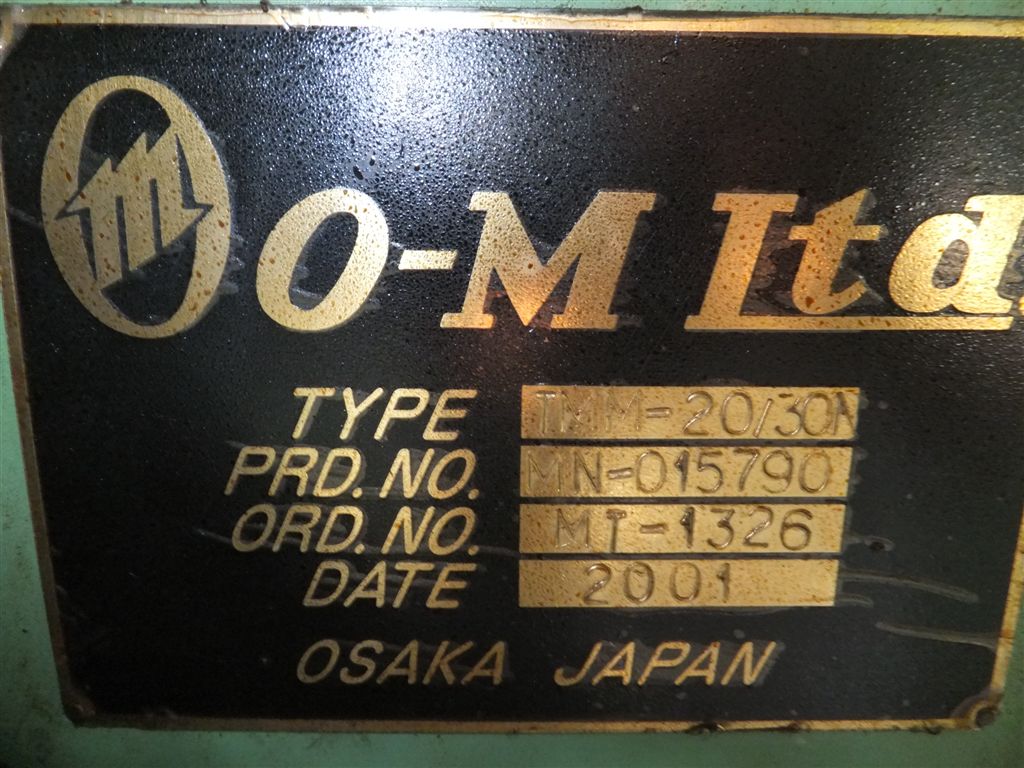 O-M Ltd.
TYPE TMM-20/30N
PRD.NO. MN-015790
ORD.NO. MT-1326
DATE 2001
OSAKA JAPAN